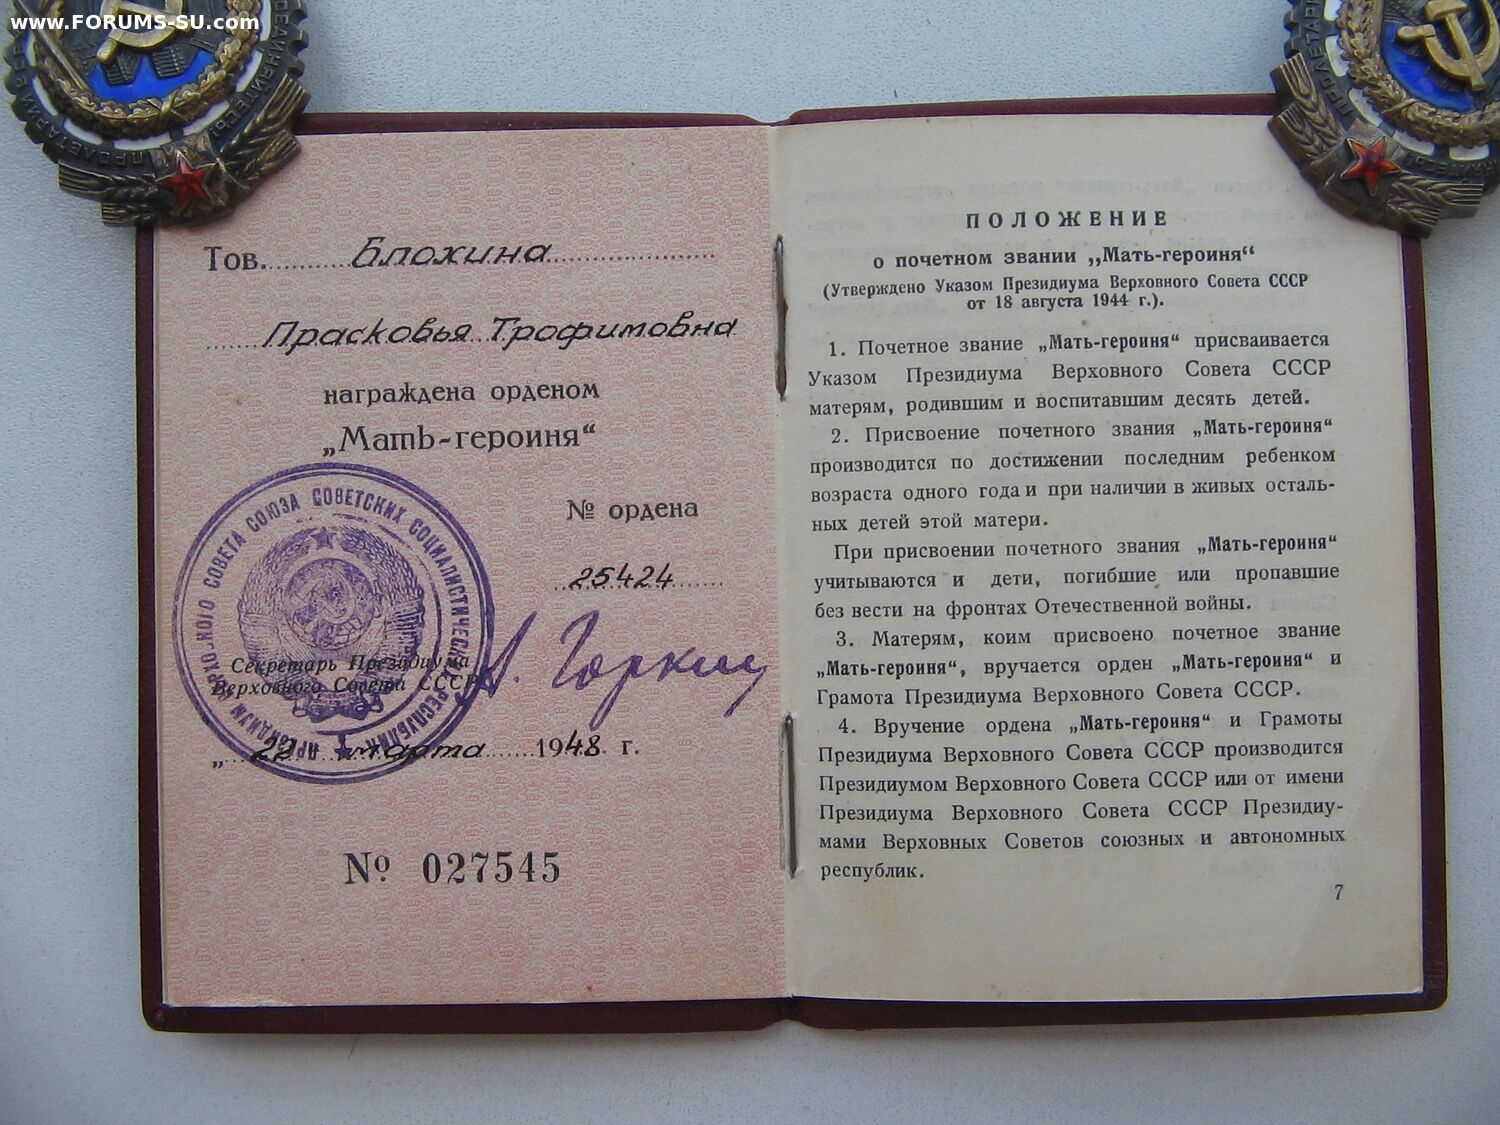 www.FORUMS-SU.com
Тов. Блохина
Прасковья Трофимовна
награждена орденом
„Мать-героиня“
№ ордена
25424
Секретарь Президиума
Верховного Совета СССР
А. Горкин
„22 марта 1948 г.
№ 027545
ПОЛОЖЕНИЕ
о почетном звании „Мать-героиня“
(Утверждено Указом Президиума Верховного Совета СССР
от 18 августа 1944 г.).
1. Почетное звание „Мать-героиня“ присваивается
Указом Президиума Верховного Совета СССР
матерям, родившим и воспитавшим десять детей.
2. Присвоение почетного звания „Мать-героиня“
производится по достижении последним ребенком
возраста одного года и при наличии в живых осталь-
ных детей этой матери.
При присвоении почетного звания „Мать-героиня“
учитываются и дети, погибшие или пропавшие
без вести на фронтах Отечественной войны.
3. Матерям, коим присвоено почетное звание
„Мать-героиня“, вручается орден „Мать-героиня“ и
Грамота Президиума Верховного Совета СССР.
4. Вручение ордена „Мать-героиня“ и Грамоты
Президиума Верховного Совета СССР производится
Президиумом Верховного Совета СССР или от имени
Президиума Верховного Совета СССР Президиу-
мами Верховных Советов союзных и автономных
республик.
7